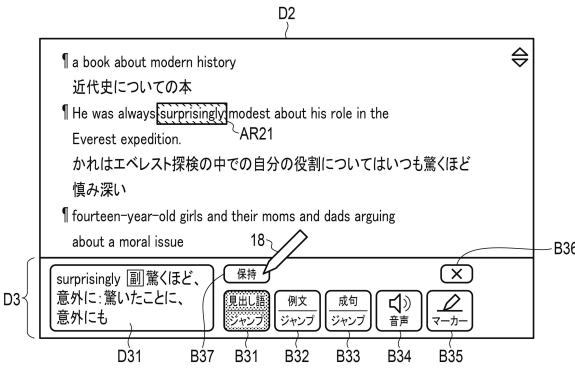 D2
¶ a book about modern history
近代史についての本
¶ He was always surprisingly modest about his role in the
AR21
Everest expedition.
かれはエベレスト探検の中での自分の役割についてはいつも驚くほど
慎み深い
¶ fourteen-year-old girls and their moms and dads arguing
about a moral issue
18
B36
D3
surprisingly 副 驚くほど、
意外に:驚いたことに、
意外にも
保持
×
見出し語
ジャンプ
例文
ジャンプ
成句
ジャンプ
音声
マーカー
D31
B37
B31
B32
B33
B34
B35